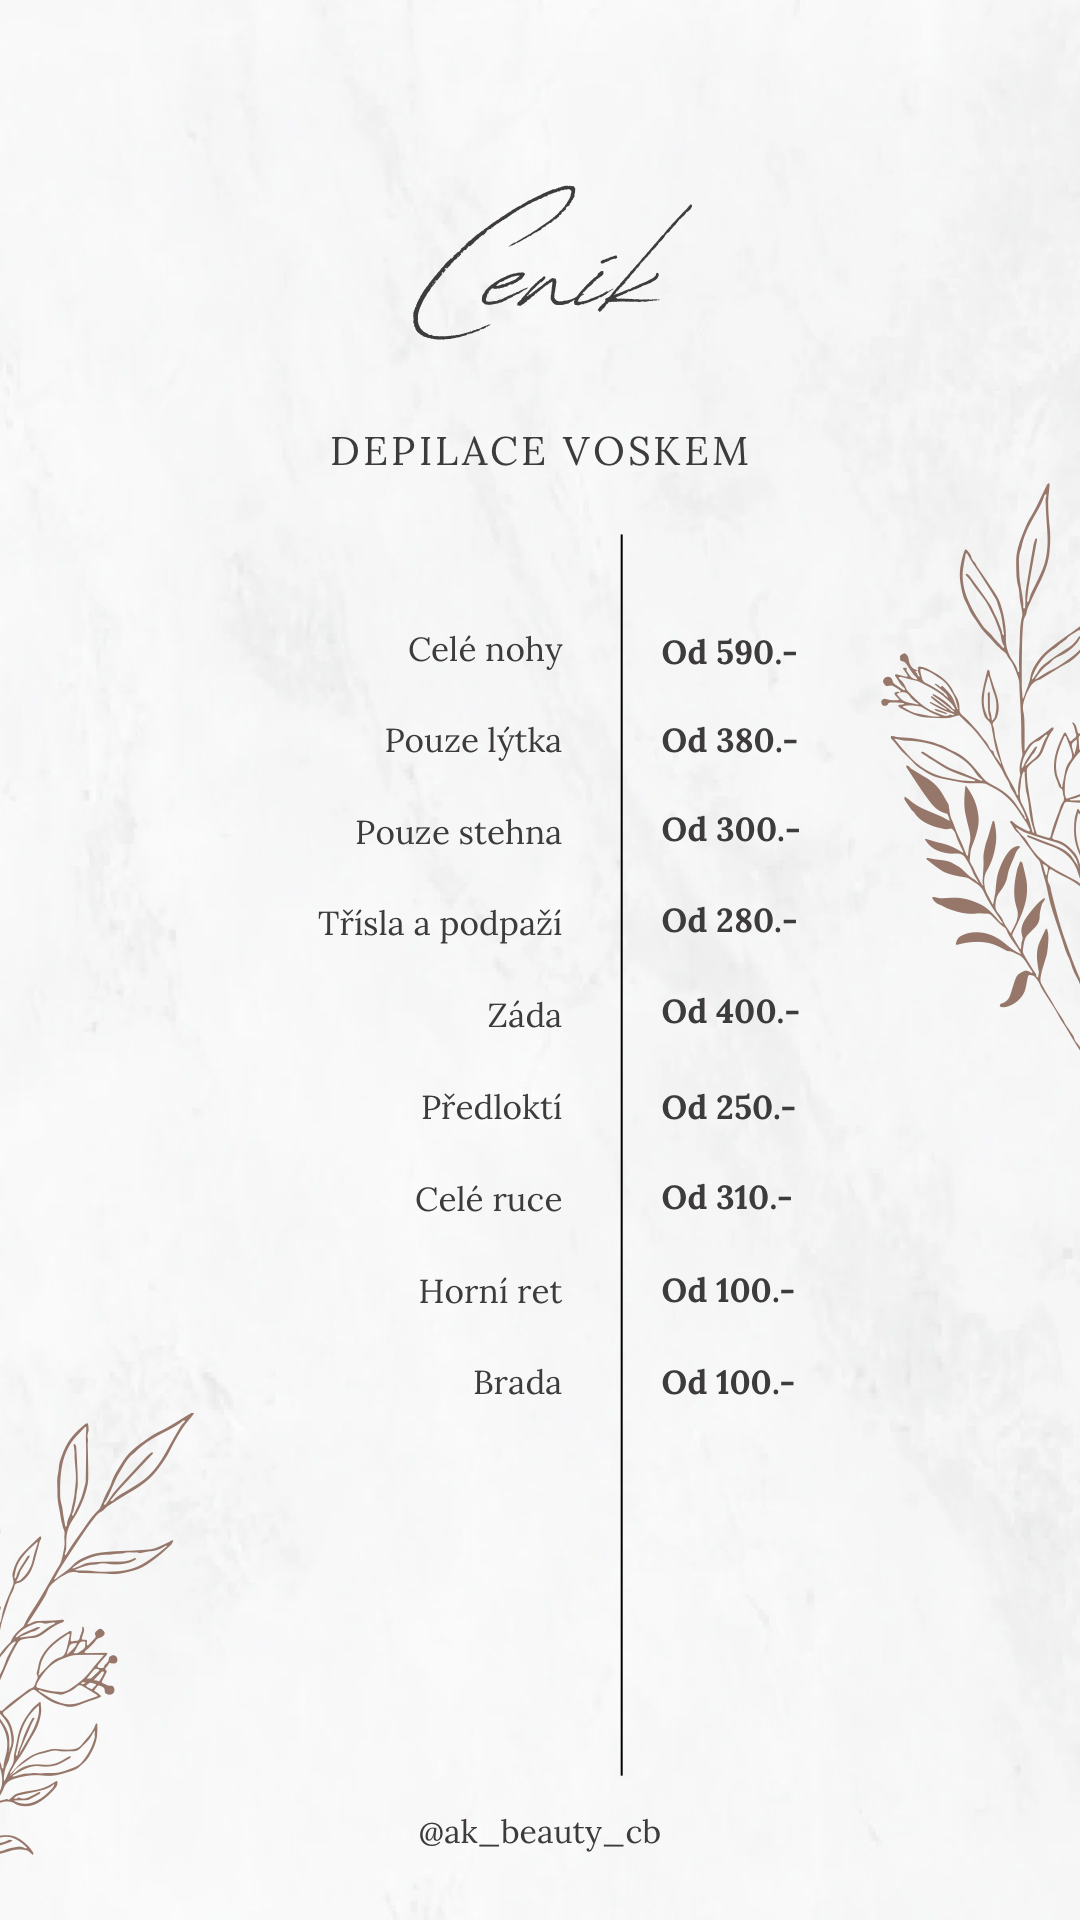 Ceník
DEPILACE VOSKEM
Celé nohy Od 590.-
Pouze lýtka Od 380.-
Pouze stehna Od 300.-
Třísla a podpaží Od 280.-
Záda Od 400.-
Předloktí Od 250.-
Celé ruce Od 310.-
Horní ret Od 100.-
Brada Od 100.-
@ak_beauty_cb